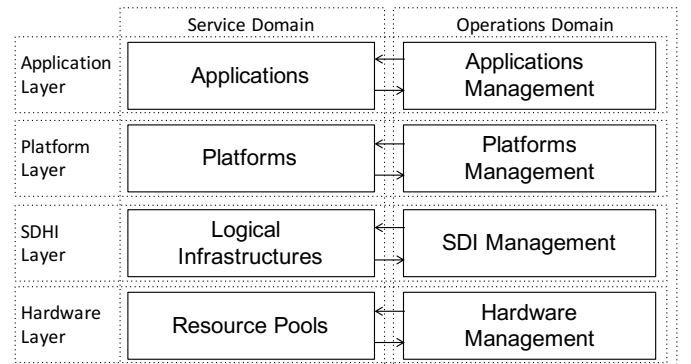 Service Domain
Operations Domain
Application
Layer
Applications
Applications
Management
Platform
Layer
Platforms
Platforms
Management
SDHI
Layer
Logical
Infrastructures
SDI Management
Hardware
Layer
Resource Pools
Hardware
Management